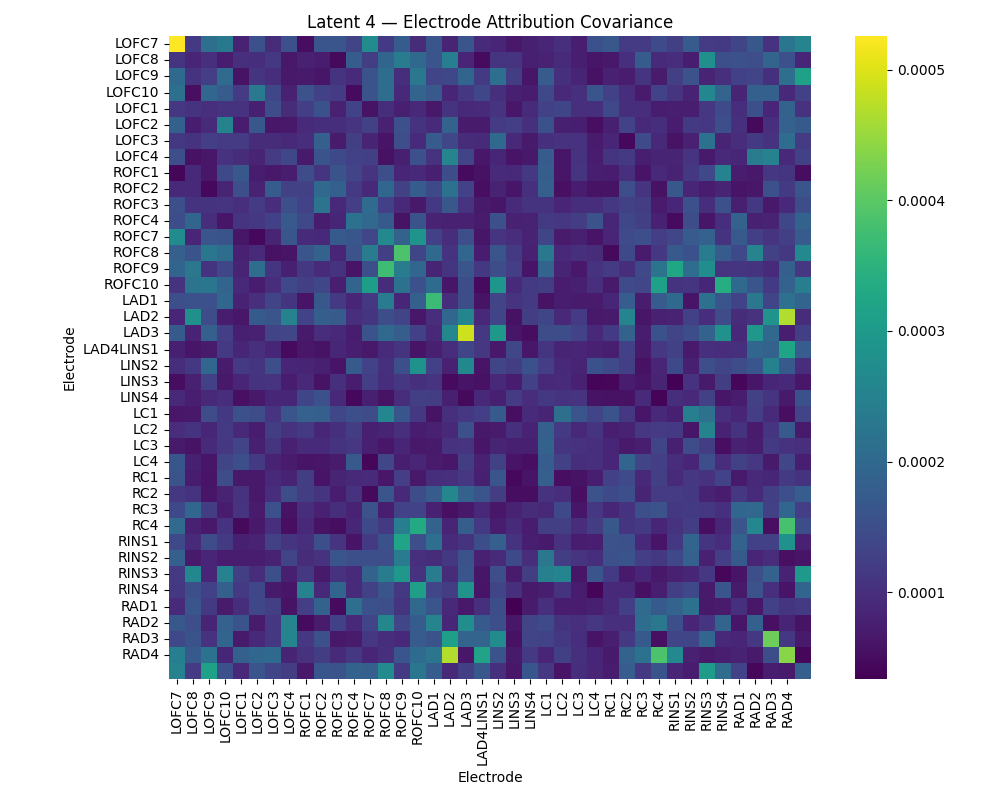 Latent 4 — Electrode Attribution Covariance
LOFC7
LOFC8
LOFC9
LOFC10
LOFC1
LOFC2
LOFC3
LOFC4
ROFC1
ROFC2
ROFC3
ROFC4
ROFC7
ROFC8
ROFC9
ROFC10
LAD1
LAD2
LAD3
LAD4LINS1
LINS2
LINS3
LINS4
LC1
LC2
LC3
LC4
RC1
RC2
RC3
RC4
RINS1
RINS2
RINS3
RINS4
RAD1
RAD2
RAD3
RAD4
Electrode
LOFC7
LOFC8
LOFC9
LOFC10
LOFC1
LOFC2
LOFC3
LOFC4
ROFC1
ROFC2
ROFC3
ROFC4
ROFC7
ROFC8
ROFC9
ROFC10
LAD1
LAD2
LAD3
LAD4LINS1
LINS2
LINS3
LINS4
LC1
LC2
LC3
LC4
RC1
RC2
RC3
RC4
RINS1
RINS2
RINS3
RINS4
RAD1
RAD2
RAD3
RAD4
Electrode
0.0005
0.0004
0.0003
0.0002
0.0001